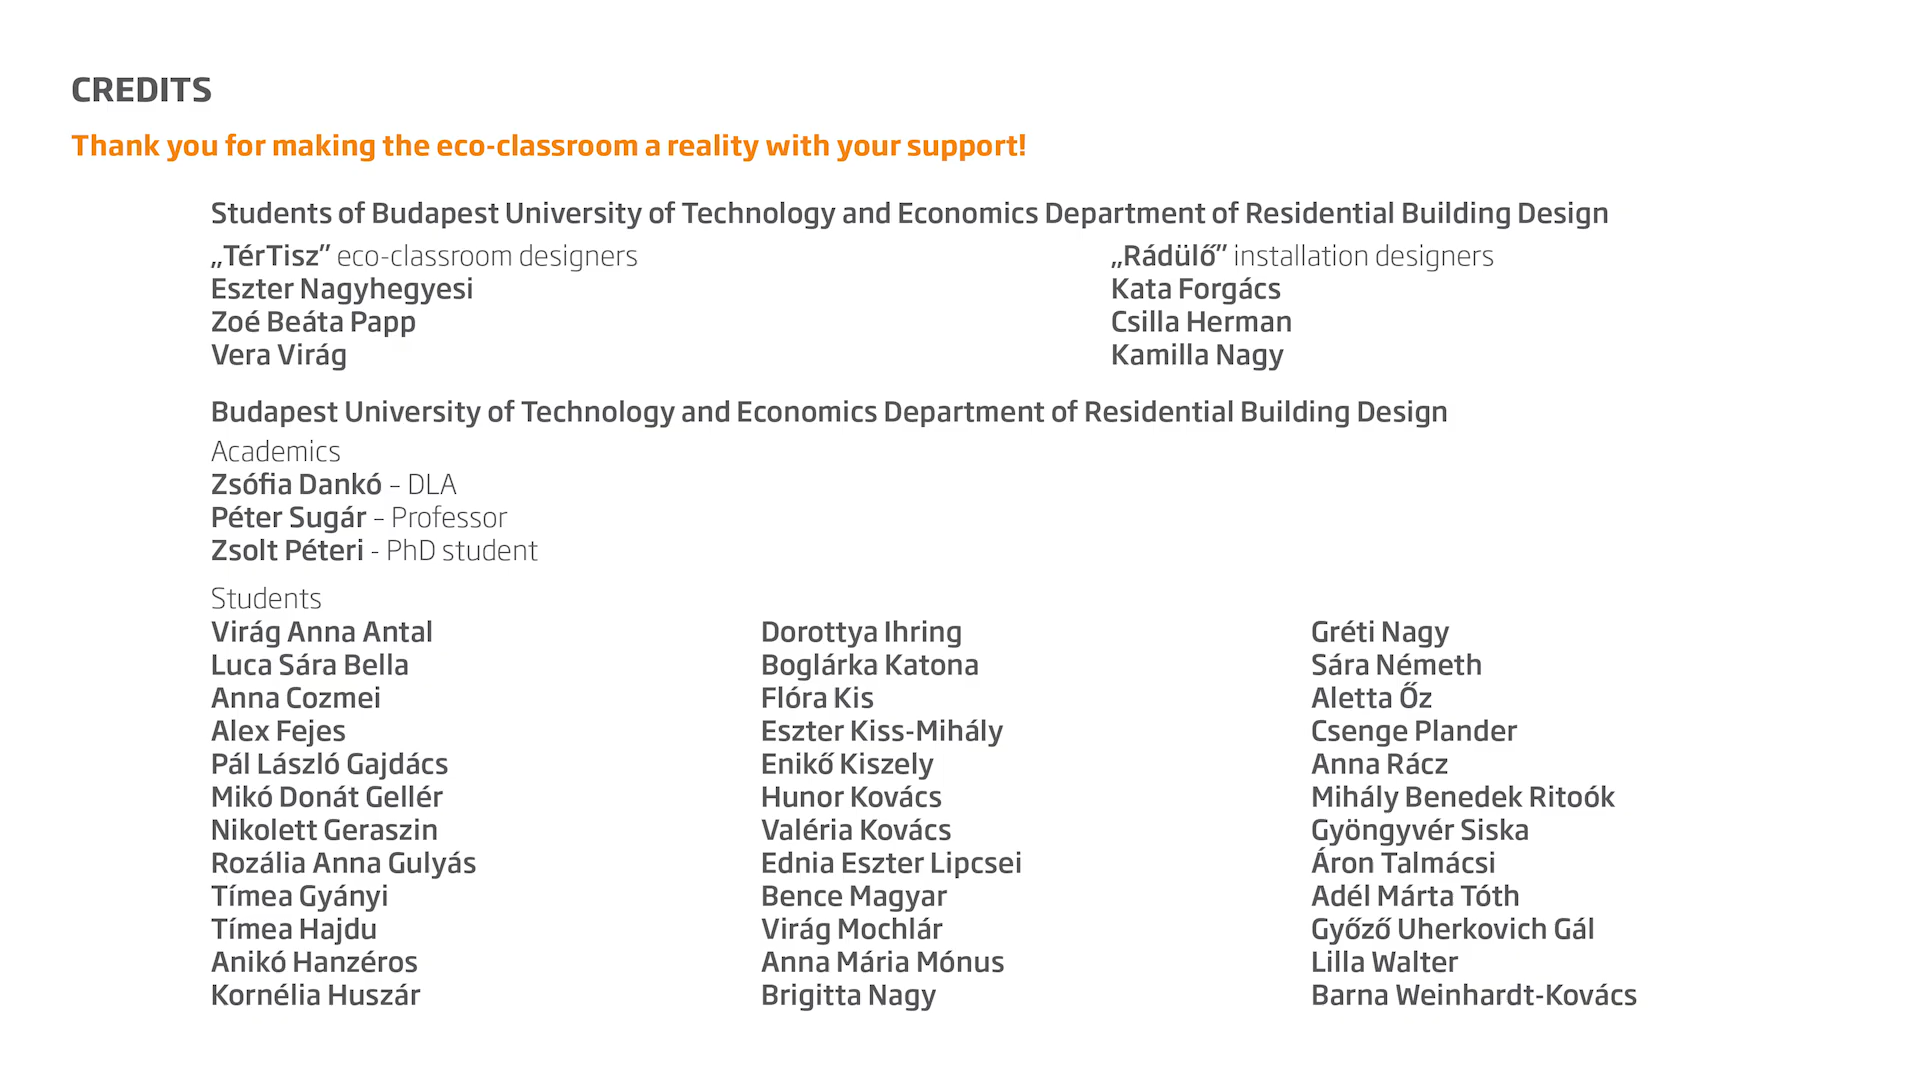 CREDITS
Thank you for making the eco-classroom a reality with your support!
Students of Budapest University of Technology and Economics Department of Residential Building Design
„TérTisz” eco-classroom designers
Eszter Nagyhegyesi
Zoé Beáta Papp
Vera Virág
„Rádülő” installation designers
Kata Forgács
Csilla Herman
Kamilla Nagy
Budapest University of Technology and Economics Department of Residential Building Design
Academics
Zsófia Dankó – DLA
Péter Sugár – Professor
Zsolt Péteri - PhD student
Students
Virág Anna Antal
Luca Sára Bella
Anna Cozmei
Alex Fejes
Pál László Gajdács
Mikó Donát Gellér
Nikolett Geraszin
Rozália Anna Gulyás
Tímea Gyányi
Tímea Hajdu
Anikó Hanzéros
Kornélia Huszár
Dorottya Ihring
Boglárka Katona
Flóra Kis
Eszter Kiss-Mihály
Enikő Kiszely
Hunor Kovács
Valéria Kovács
Ednia Eszter Lipcsei
Bence Magyar
Virág Mochlár
Anna Mária Mónus
Brigitta Nagy
Gréti Nagy
Sára Németh
Aletta Őz
Csenge Plander
Anna Rácz
Mihály Benedek Ritoók
Gyöngyvér Siska
Áron Talmácsi
Adél Márta Tóth
Győző Uherkovich Gál
Lilla Walter
Barna Weinhardt-Kovács